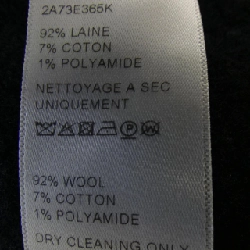 2A73E365K
92% LAINE
7% COTON
1% POLYAMIDE
NETTOYAGE A SEC
UNIQUEMENT
92% WOOL
7% COTTON
1% POLYAMIDE
DRY CLEANING ONLY